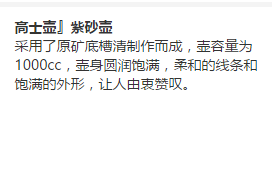 高士壶』紫砂壶
采用了原矿底槽清制作而成，壶容量为
1000cc，壶身圆润饱满，柔和的线条和
饱满的外形，让人由衷赞叹。